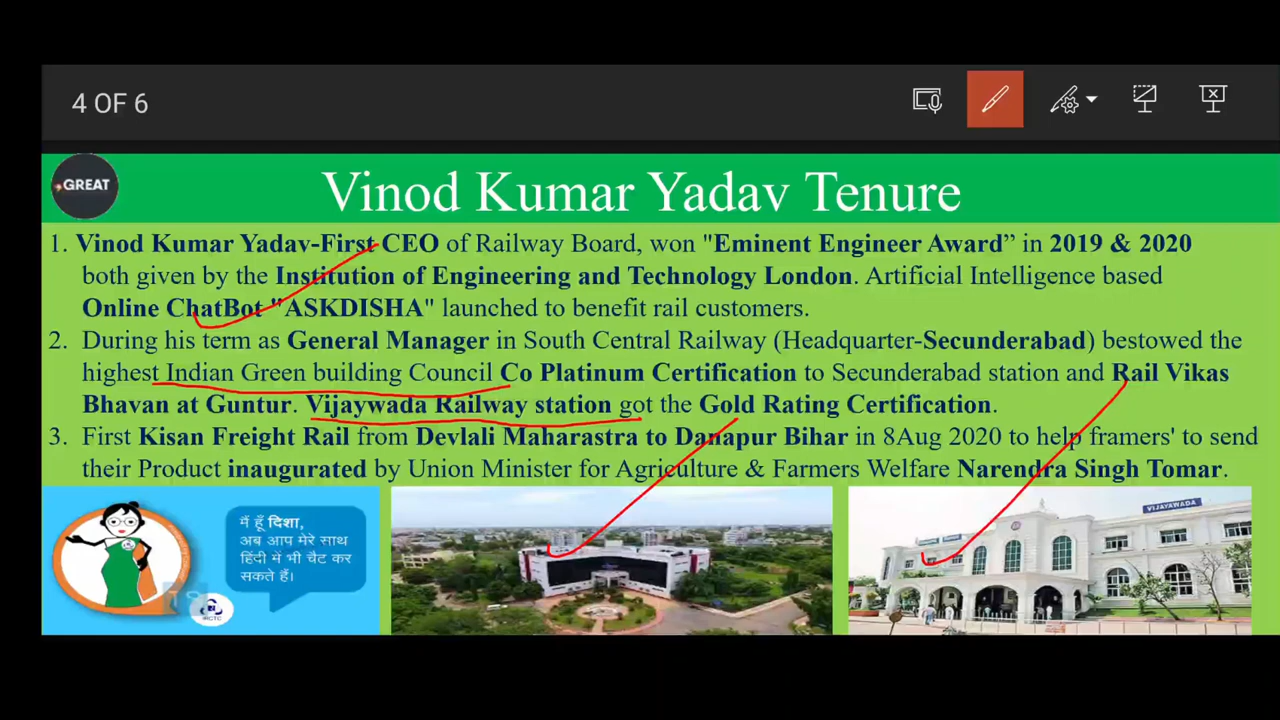 4 OF 6
GREAT
Vinod Kumar Yadav Tenure
1. Vinod Kumar Yadav-First CEO of Railway Board, won "Eminent Engineer Award” in 2019 & 2020
both given by the Institution of Engineering and Technology London. Artificial Intelligence based
Online ChatBot "ASKDISHA" launched to benefit rail customers.
2. During his term as General Manager in South Central Railway (Headquarter-Secunderabad) bestowed the
highest Indian Green building Council Co Platinum Certification to Secunderabad station and Rail Vikas
Bhavan at Guntur. Vijaywada Railway station got the Gold Rating Certification.
3. First Kisan Freight Rail from Devlali Maharastra to Danapur Bihar in 8Aug 2020 to help framers' to send
their Product inaugurated by Union Minister for Agriculture & Farmers Welfare Narendra Singh Tomar.
मैं हूँ दिशा,
अब आप मेरे साथ
हिंदी में भी चैट कर
सकते हैं।
IRCTC
VIJAYAWADA